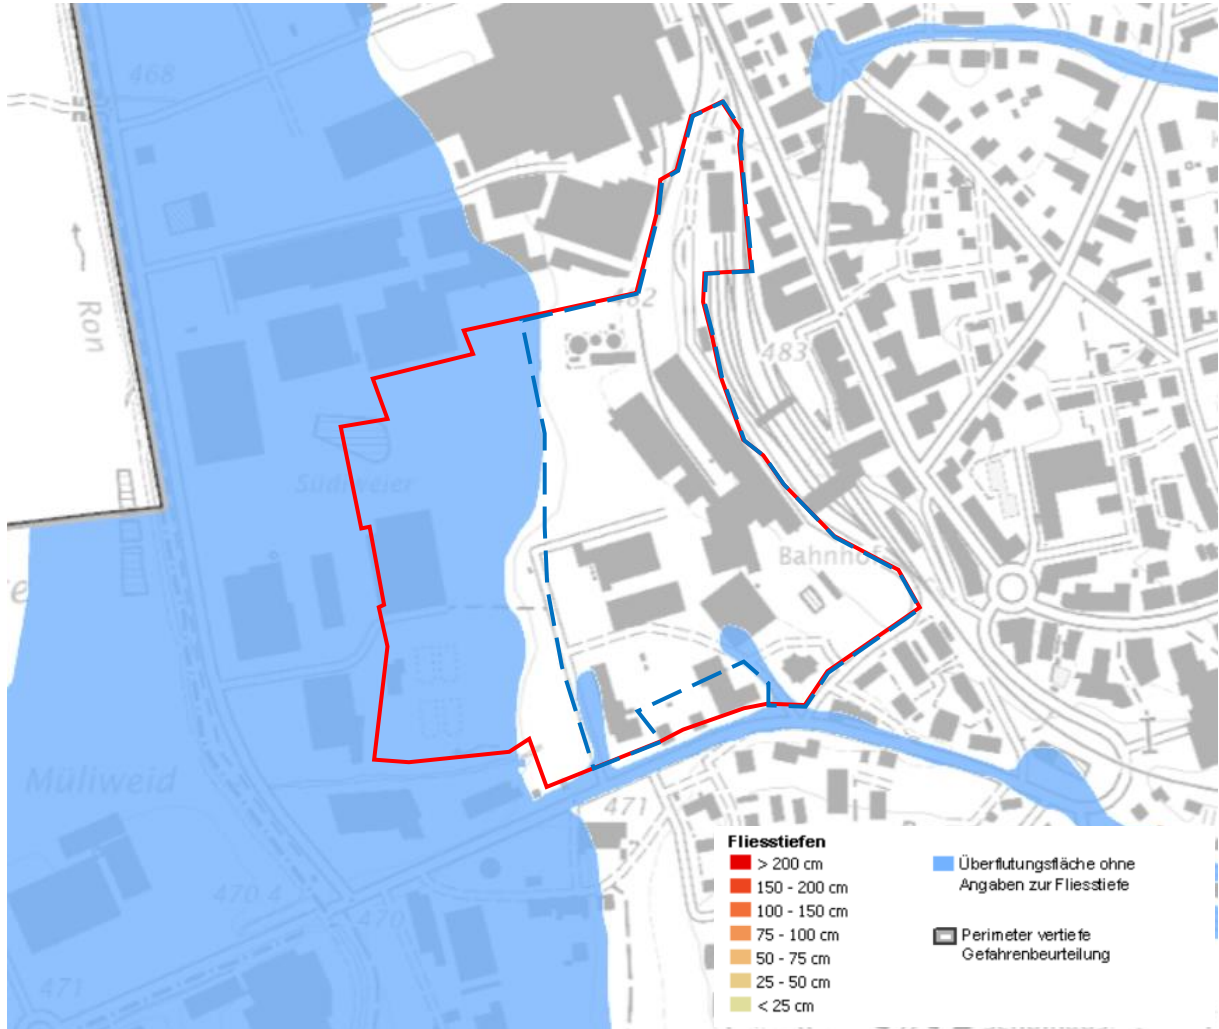 468
Ron
482
483
Südiweier
Bahnhof
e
Müliweid
471
470.4
470
471
Fliesstiefen
> 200 cm
150 - 200 cm
100 - 150 cm
75 - 100 cm
50 - 75 cm
25 - 50 cm
< 25 cm
Überflutungsfläche ohne
Angaben zur Fliesstiefe
Perimeter vertiefe
Gefahrenbeurteilung